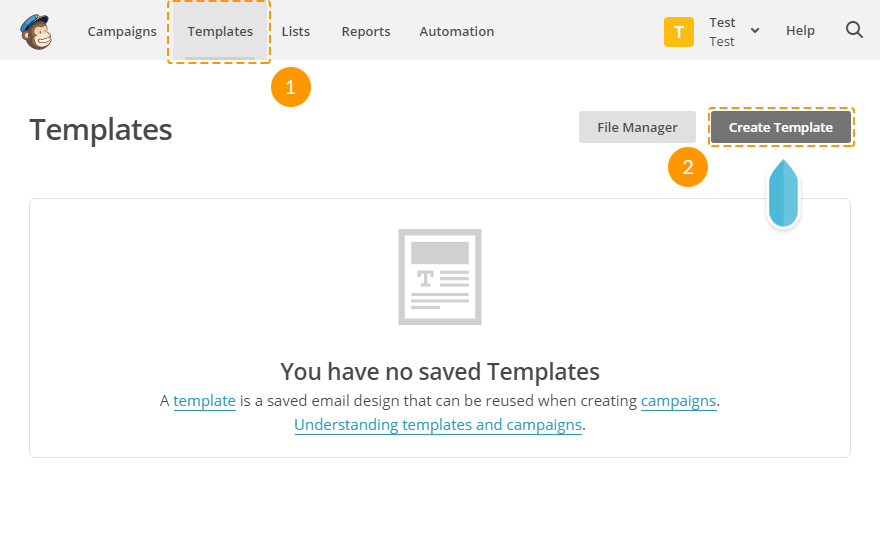 Campaigns Templates Lists Reports Automation T Test Help
Test
1
Templates File Manager Create Template
2
T
You have no saved Templates
A template is a saved email design that can be reused when creating campaigns.
Understanding templates and campaigns.